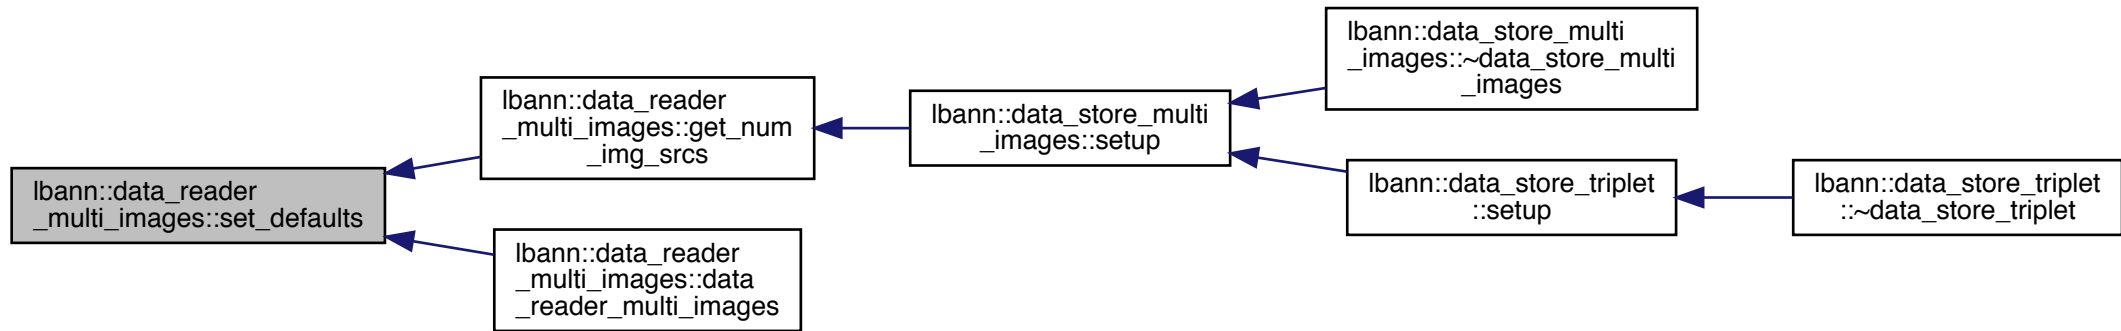 lbann::data_reader
_multi_images::set_defaults
lbann::data_reader
_multi_images::get_num
_img_srcs
lbann::data_reader
_multi_images::data
_reader_multi_images
lbann::data_store_multi
_images::setup
lbann::data_store_multi
_images::~data_store_multi
_images
lbann::data_store_triplet
::setup
lbann::data_store_triplet
::~data_store_triplet